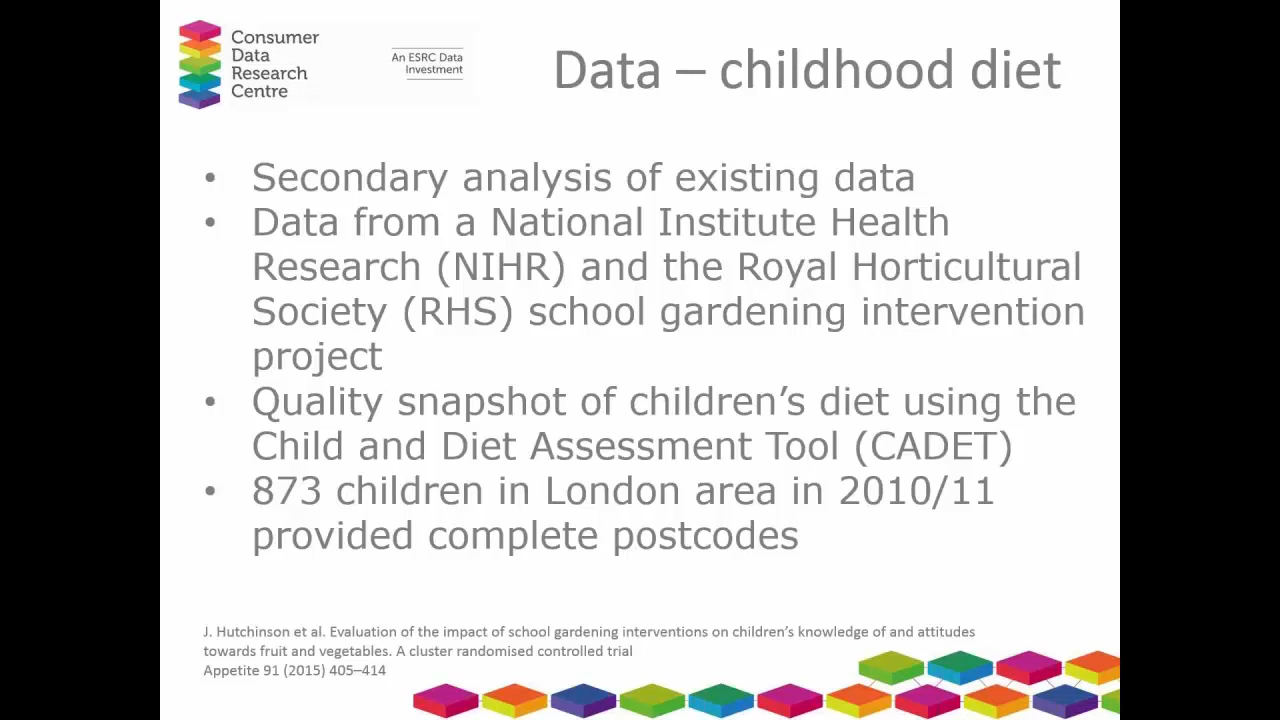 Consumer
Data
Research
Centre
An ESRC Data
Investment
Data – childhood diet
• Secondary analysis of existing data
• Data from a National Institute Health
Research (NIHR) and the Royal Horticultural
Society (RHS) school gardening intervention
project
• Quality snapshot of children’s diet using the
Child and Diet Assessment Tool (CADET)
• 873 children in London area in 2010/11
provided complete postcodes
J. Hutchinson et al. Evaluation of the impact of school gardening interventions on children’s knowledge of and attitudes
towards fruit and vegetables. A cluster randomised controlled trial
Appetite 91 (2015) 405–414